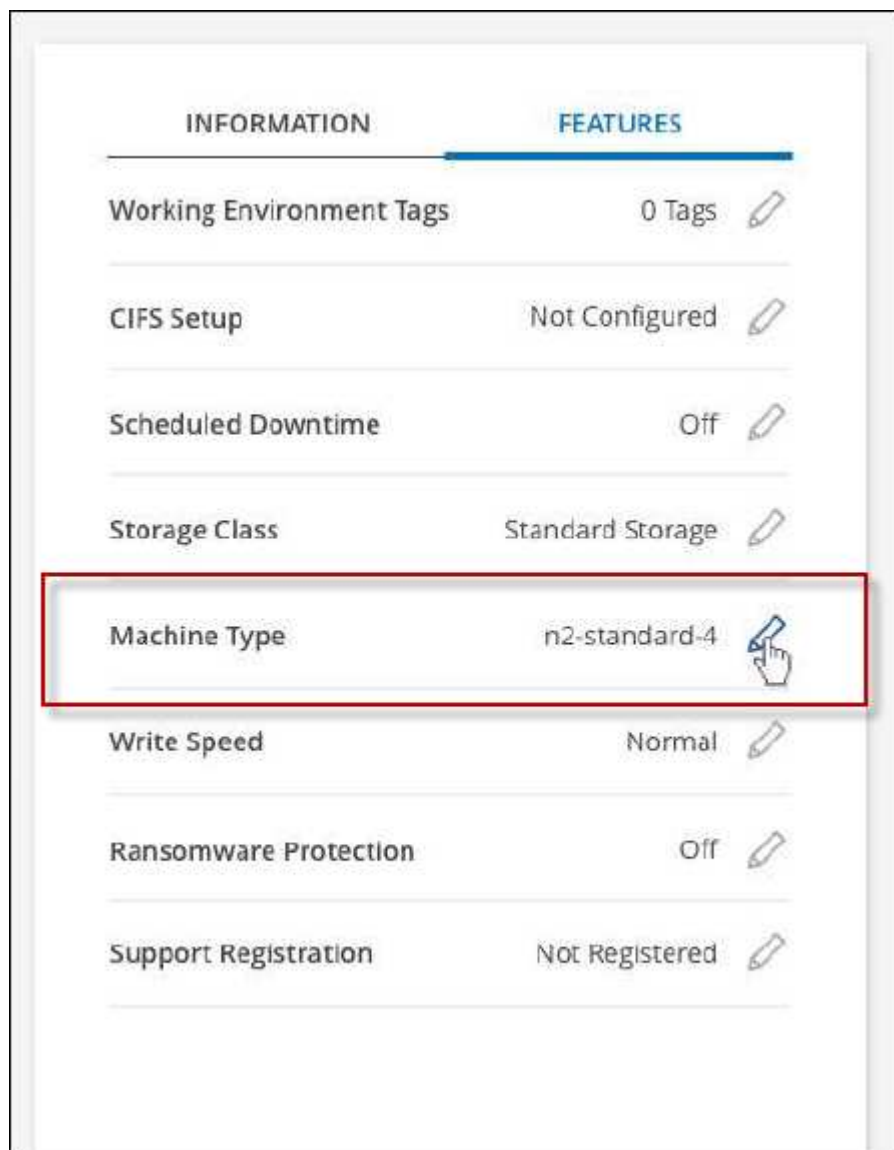 INFORMATION FEATURES
Working Environment Tags 0 Tags
CIFS Setup Not Configured
Scheduled Downtime Off
Storage Class Standard Storage
Machine Type n2-standard-4
Write Speed Normal
Ransomware Protection Off
Support Registration Not Registered